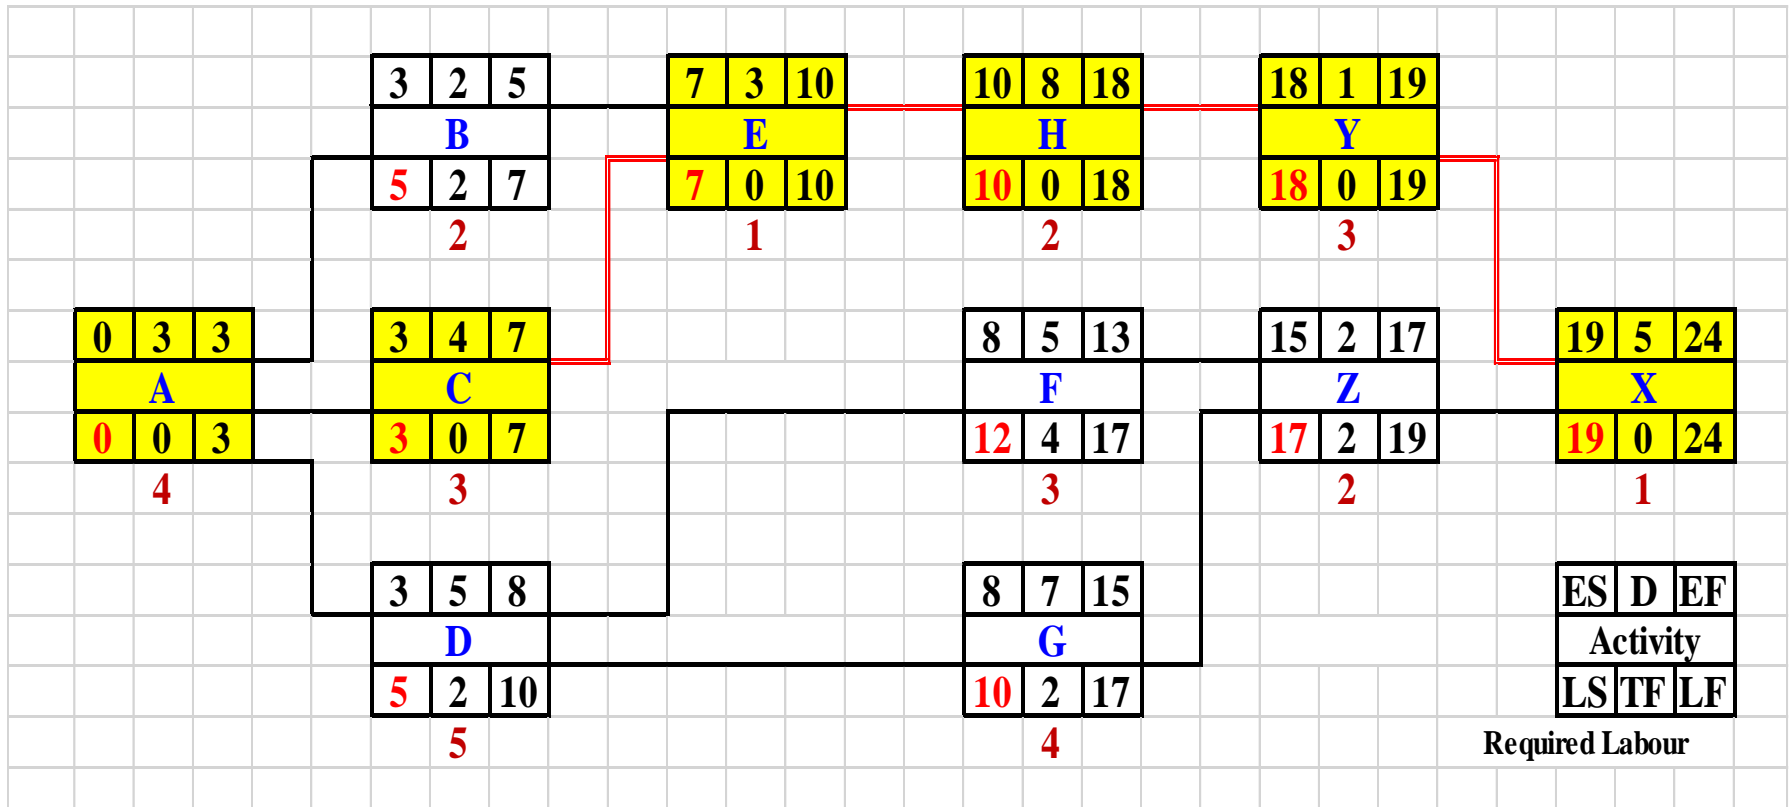 3 2 5 7 3 10 10 8 18 18 1 19
B E H Y
5 2 7 7 0 10 10 0 18 18 0 19
2 1 2 3
0 3 3 3 4 7 8 5 13 15 2 17 19 5 24
A C F Z X
0 0 3 3 0 7 12 4 17 17 2 19 19 0 24
4 3 3 2 1
3 5 8 8 7 15 ES D EF
D G Activity
5 2 10 10 2 17 LS TF LF
5 4 Required Labour